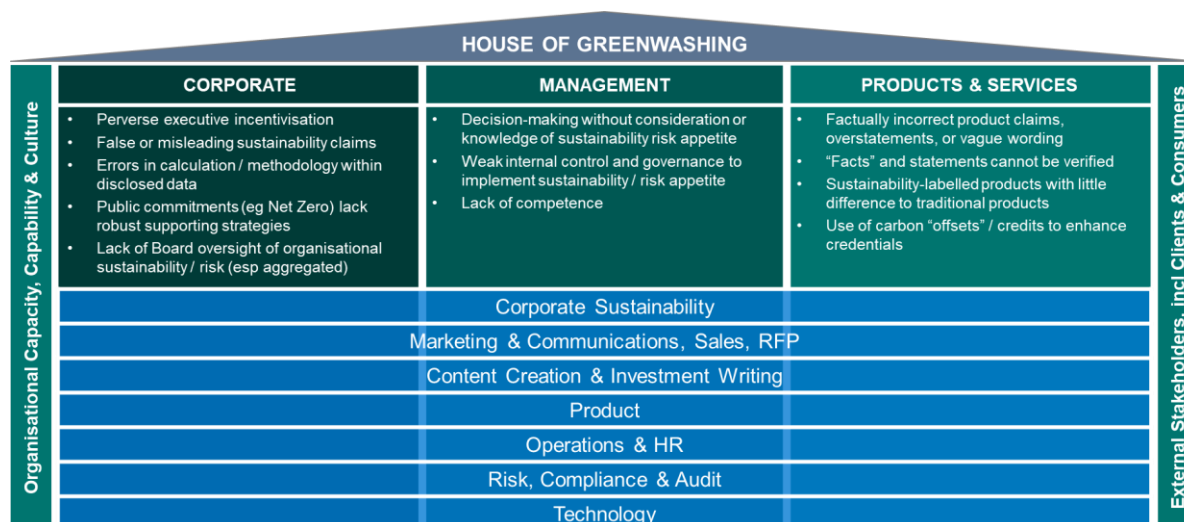 HOUSE OF GREENWASHING
Organisational Capacity, Capability & Culture
CORPORATE
• Perverse executive incentivisation
• False or misleading sustainability claims
• Errors in calculation / methodology within
disclosed data
• Public commitments (eg Net Zero) lack
robust supporting strategies
• Lack of Board oversight of organisational
sustainability / risk (esp aggregated)
MANAGEMENT
• Decision-making without consideration or
knowledge of sustainability risk appetite
• Weak internal control and governance to
implement sustainability / risk appetite
• Lack of competence
PRODUCTS & SERVICES
• Factually incorrect product claims,
overstatements, or vague wording
• “Facts” and statements cannot be verified
• Sustainability-labelled products with little
difference to traditional products
• Use of carbon “offsets” / credits to enhance
credentials
External Stakeholders, incl Clients & Consumers
Corporate Sustainability
Marketing & Communications, Sales, RFP
Content Creation & Investment Writing
Product
Operations & HR
Risk, Compliance & Audit
Technology